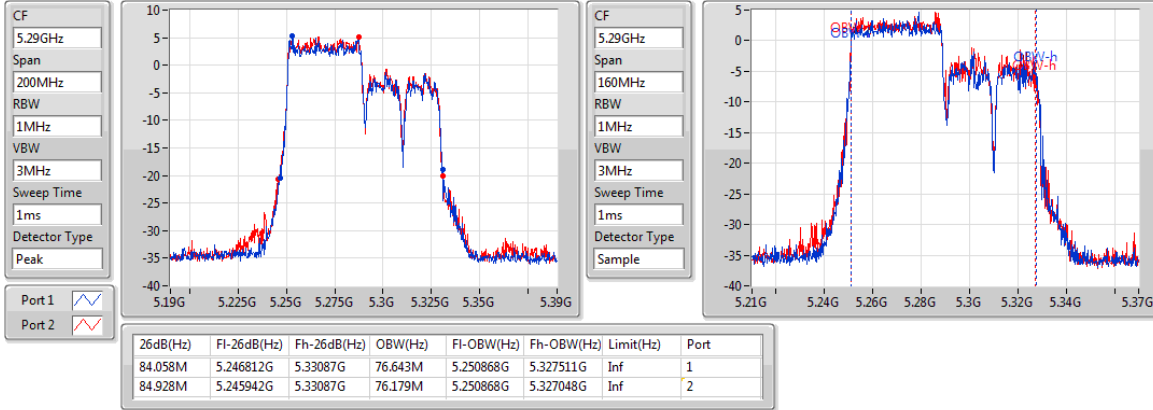 CF
5.29GHz
Span
200MHz
RBW
1MHz
VBW
3MHz
Sweep Time
1ms
Detector Type
Peak
Port 1
Port 2
10
5
0
-5
-10
-15
-20
-25
-30
-35
-40
5.19G 5.225G 5.25G 5.275G 5.3G 5.325G 5.35G 5.39G
CF
5.29GHz
Span
160MHz
RBW
1MHz
VBW
3MHz
Sweep Time
1ms
Detector Type
Sample
5
0
-5
-10
-15
-20
-25
-30
-35
-40
OBW-h
5.21G 5.24G 5.26G 5.28G 5.3G 5.32G 5.34G 5.37G
26dB(Hz) Fl-26dB(Hz) Fh-26dB(Hz) OBW(Hz) Fl-OBW(Hz) Fh-OBW(Hz) Limit(Hz) Port
84.058M 5.246812G 5.33087G 76.643M 5.250868G 5.327511G Inf 1
84.928M 5.245942G 5.33087G 76.179M 5.250868G 5.327048G Inf 2